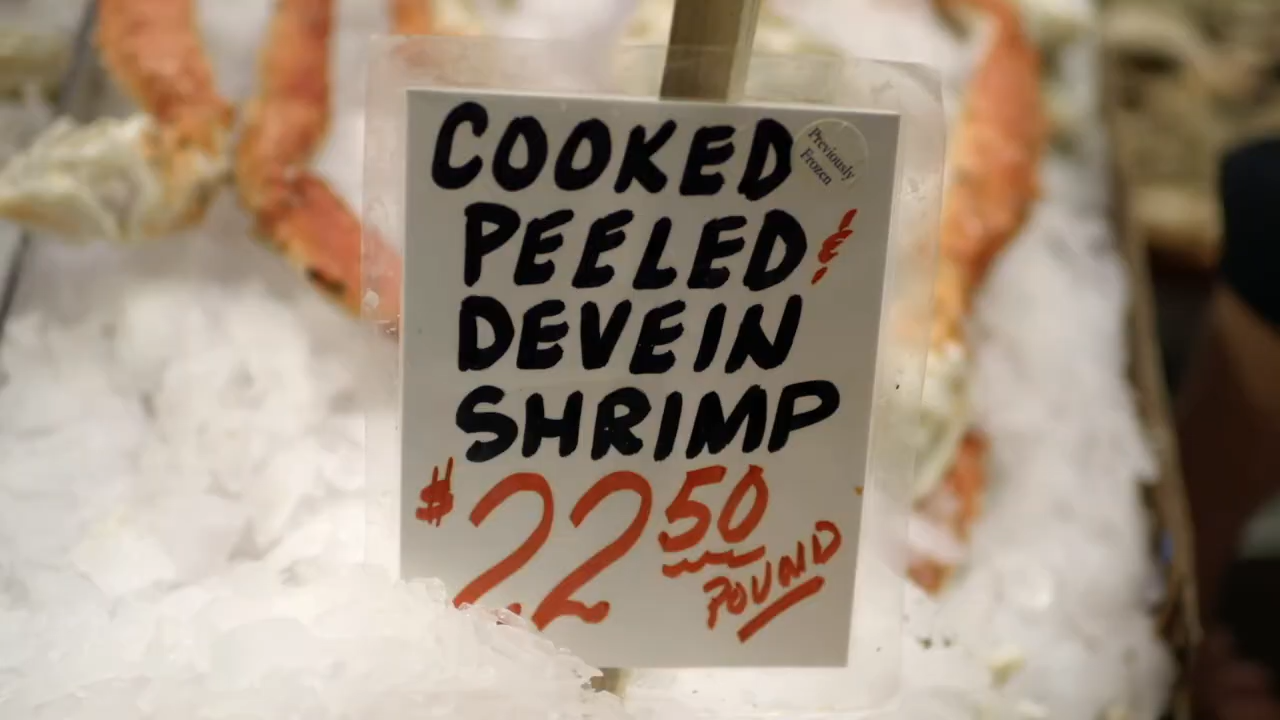 COOKED
Previously
Frozen
PEELED &
DEVEIN
SHRIMP
$22 50
POUND